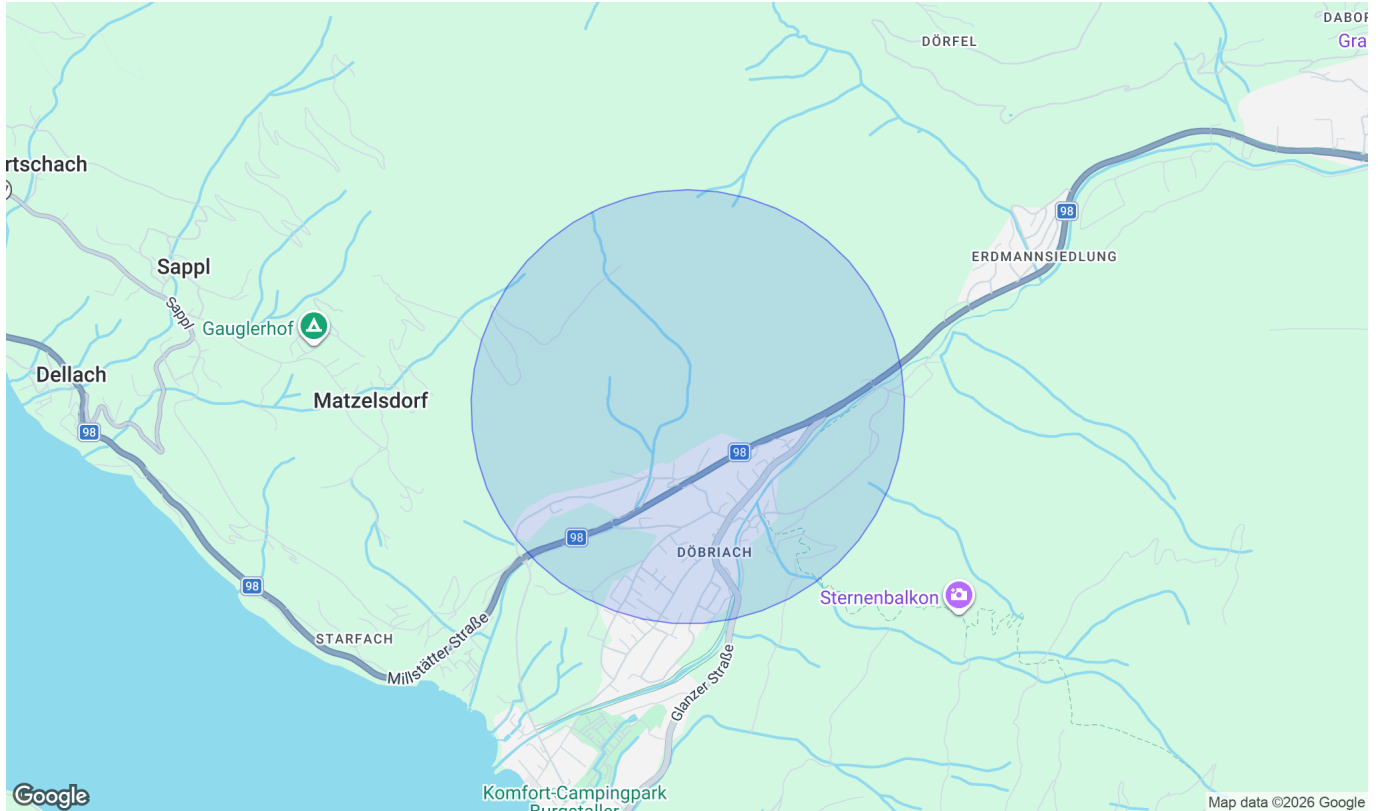 DÖRFEL
DABOR
Gra
rtschach
98
ERDMANNSIEDLUNG
Sappl
Sappl
Gauglerhof
Dellach
Matzelsdorf
98
98
98
DÖBRIACH
98
Sternenbalkon
STARFACH
Millstätter Straße
Glanzer Straße
Komfort-Campingpark
Burgstaller
Google
Map data ©2026 Google